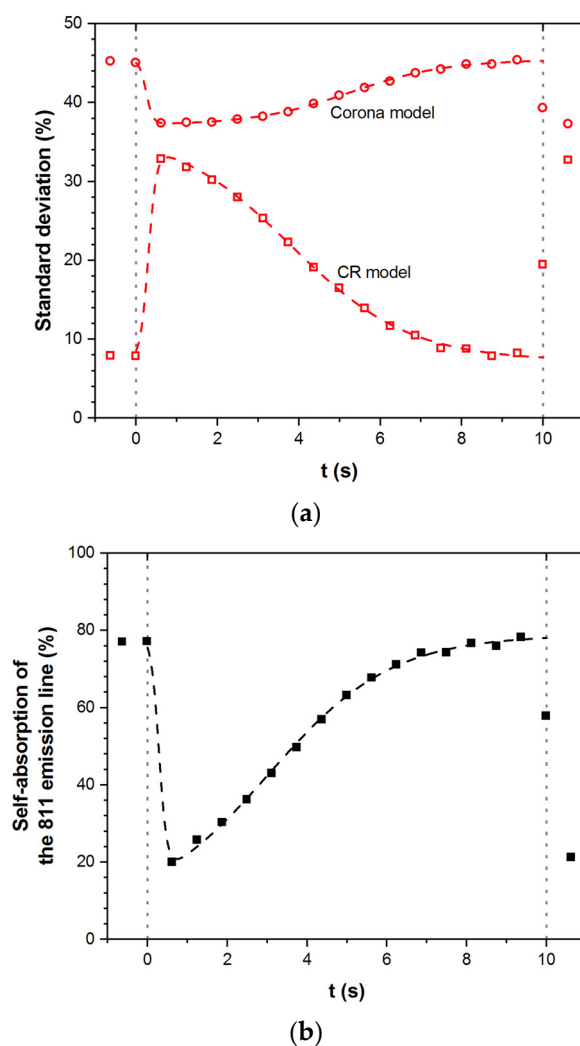 50
40
30
20
10
0
Standard deviation (%)
Corona model
CR model
0 2 4 6 8 10
t (s)
(a)
100
80
60
40
20
0
Self-absorption of
the 811 emission line (%)
0 2 4 6 8 10
t (s)
(b)